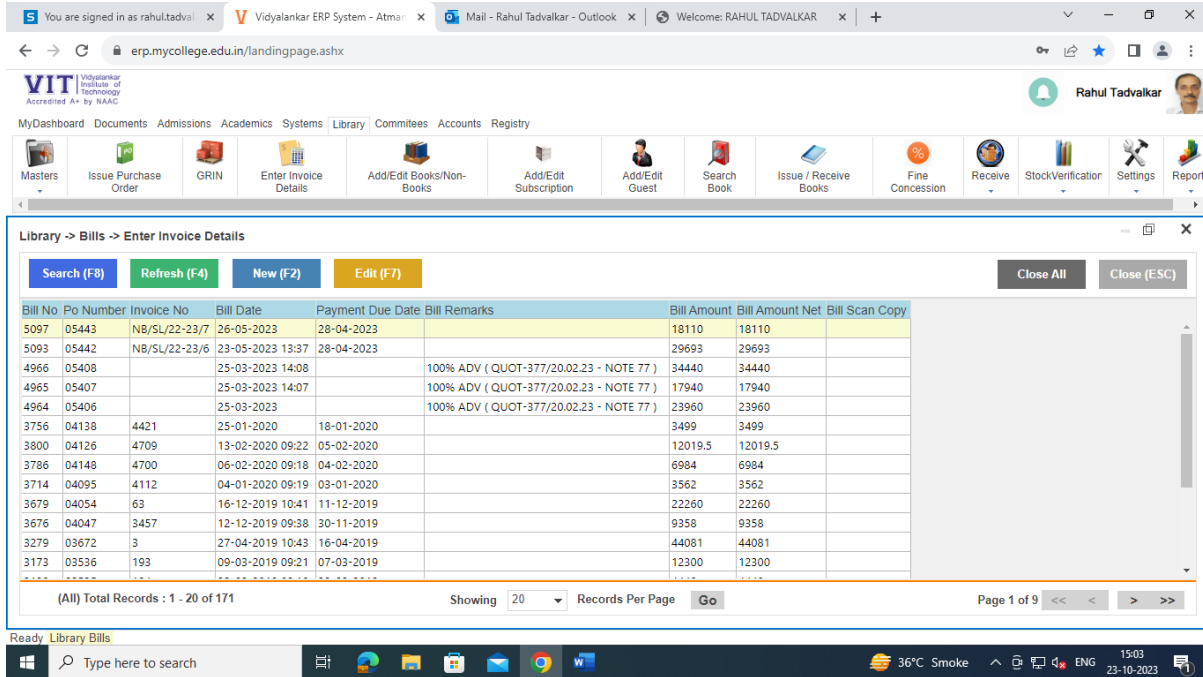 You are signed in as rahul.tadval
Vidyalankar ERP System - Atmar
Mail - Rahul Tadvalkar - Outlook
Welcome: RAHUL TADVALKAR
erp.mycollege.edu.in/landingpage.ashx
VIT Vidyalankar Institute of Technology
Accredited A+ by NAAC
Rahul Tadvalkar
MyDashboard Documents Admissions Academics Systems Library Commitees Accounts Registry
Masters Issue Purchase Order GRIN Enter Invoice Details Add/Edit Books/Non-Books Add/Edit Subscription Add/Edit Guest Search Book Issue / Receive Books Fine Concession Receive StockVerification Settings Report
Library -> Bills -> Enter Invoice Details
Search (F8) Refresh (F4) New (F2) Edit (F7) Close All Close (ESC)
Bill No Po Number Invoice No Bill Date Payment Due Date Bill Remarks Bill Amount Bill Amount Net Bill Scan Copy
5097 05443 NB/SL/22-23/7 26-05-2023 28-04-2023 18110 18110
5093 05442 NB/SL/22-23/6 23-05-2023 13:37 28-04-2023 29693 29693
4966 05408 25-03-2023 14:08 100% ADV ( QUOT-377/20.02.23 - NOTE 77 ) 34440 34440
4965 05407 25-03-2023 14:07 100% ADV ( QUOT-377/20.02.23 - NOTE 77 ) 17940 17940
4964 05406 25-03-2023 100% ADV ( QUOT-377/20.02.23 - NOTE 77 ) 23960 23960
3756 04138 4421 25-01-2020 18-01-2020 3499 3499
3800 04126 4709 13-02-2020 09:22 05-02-2020 12019.5 12019.5
3786 04148 4700 06-02-2020 09:18 04-02-2020 6984 6984
3714 04095 4112 04-01-2020 09:19 03-01-2020 3562 3562
3679 04054 63 16-12-2019 10:41 11-12-2019 22260 22260
3676 04047 3457 12-12-2019 09:38 30-11-2019 9358 9358
3279 03672 3 27-04-2019 10:43 16-04-2019 44081 44081
3173 03536 193 09-03-2019 09:21 07-03-2019 12300 12300
(All) Total Records : 1 - 20 of 171 Showing 20 Records Per Page Go Page 1 of 9 << < > >>
Ready Library Bills
Type here to search 36°C Smoke ENG 15:03
23-10-2023